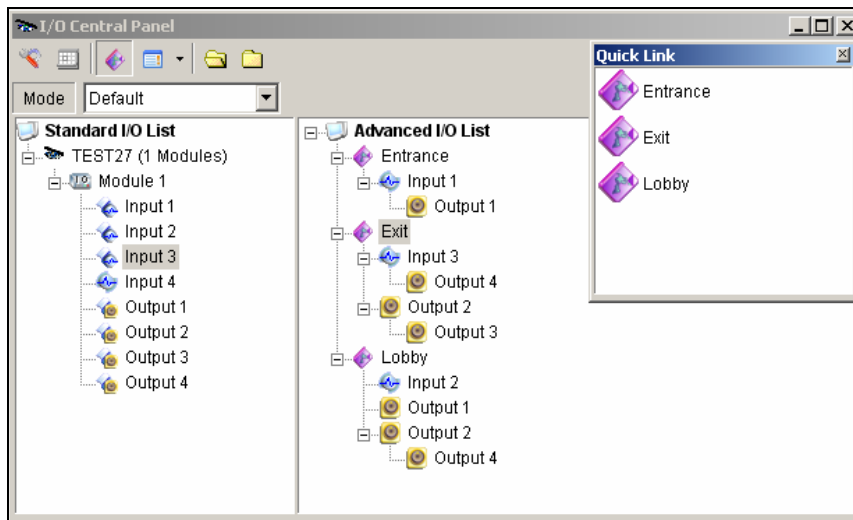 I/O Central Panel
Mode
Default
Standard I/O List
TEST27 (1 Modules)
Module 1
Input 1
Input 2
Input 3
Input 4
Output 1
Output 2
Output 3
Output 4
Advanced I/O List
Entrance
Input 1
Output 1
Exit
Input 3
Output 4
Output 2
Output 3
Lobby
Input 2
Output 1
Output 2
Output 4
Quick Link
Entrance
Exit
Lobby